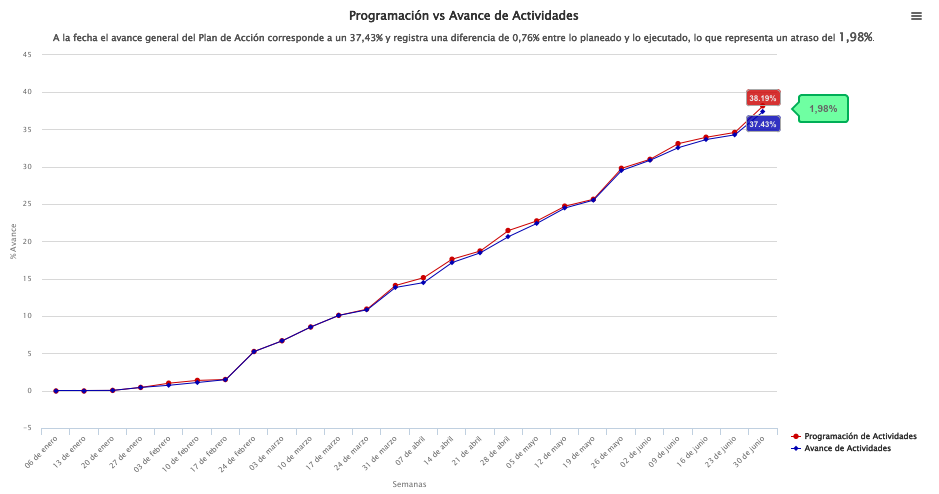 Programación vs Avance de Actividades
A la fecha el avance general del Plan de Acción corresponde a un 37,43% y registra una diferencia de 0,76% entre lo planeado y lo ejecutado, lo que representa un atraso del 1,98%.
45
40
35
30
25
20
15
10
5
0
-5
% Avance
38.19%
37.43%
1,98%
06 de enero
13 de enero
20 de enero
27 de enero
03 de febrero
10 de febrero
17 de febrero
24 de febrero
03 de marzo
10 de marzo
17 de marzo
24 de marzo
31 de marzo
07 de abril
14 de abril
21 de abril
28 de abril
05 de mayo
12 de mayo
19 de mayo
26 de mayo
02 de junio
09 de junio
16 de junio
23 de junio
30 de junio
Semanas
Programación de Actividades
Avance de Actividades